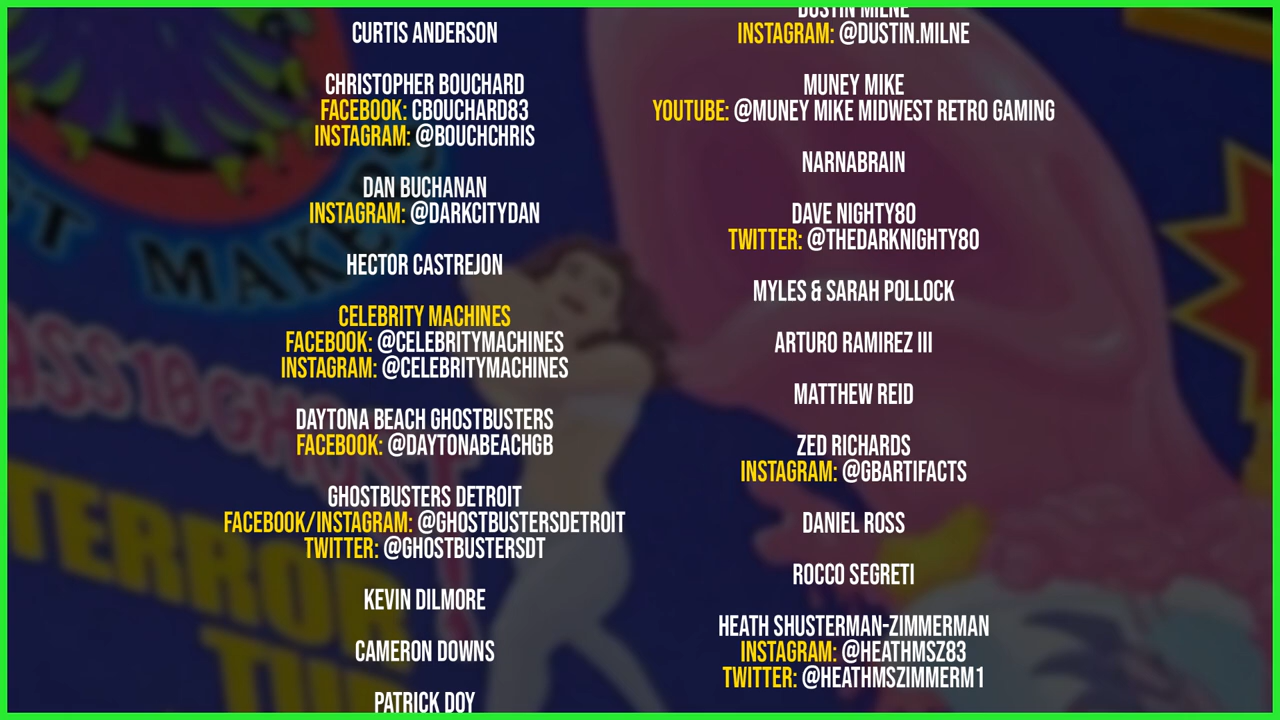 CURTIS ANDERSON
CHRISTOPHER BOUCHARD
FACEBOOK: CBOUCHARD83
INSTAGRAM: @BOUCHCHRIS
DAN BUCHANAN
INSTAGRAM: @DARKCITYDAN
HECTOR CASTREJON
CELEBRITY MACHINES
FACEBOOK: @CELEBRITYMACHINES
INSTAGRAM: @CELEBRITYMACHINES
DAYTONA BEACH GHOSTBUSTERS
FACEBOOK: @DAYTONABEACHGB
GHOSTBUSTERS DETROIT
FACEBOOK/INSTAGRAM: @GHOSTBUSTERSDETROIT
TWITTER: @GHOSTBUSTERSDT
KEVIN DILMORE
CAMERON DOWNS
PATRICK DOY
DUSTIN MILNE
INSTAGRAM: @DUSTIN.MILNE
MUNEY MIKE
YOUTUBE: @MUNEY MIKE MIDWEST RETRO GAMING
NARNABRAIN
DAVE NIGHTY80
TWITTER: @THEDARKNIGHTY80
MYLES & SARAH POLLOCK
ARTURO RAMIREZ III
MATTHEW REID
ZED RICHARDS
INSTAGRAM: @GBARTIFACTS
DANIEL ROSS
ROCCO SEGRETI
HEATH SHUSTERMAN-ZIMMERMAN
INSTAGRAM: @HEATHMSZ83
TWITTER: @HEATHMSZIMMERM1
TERROR